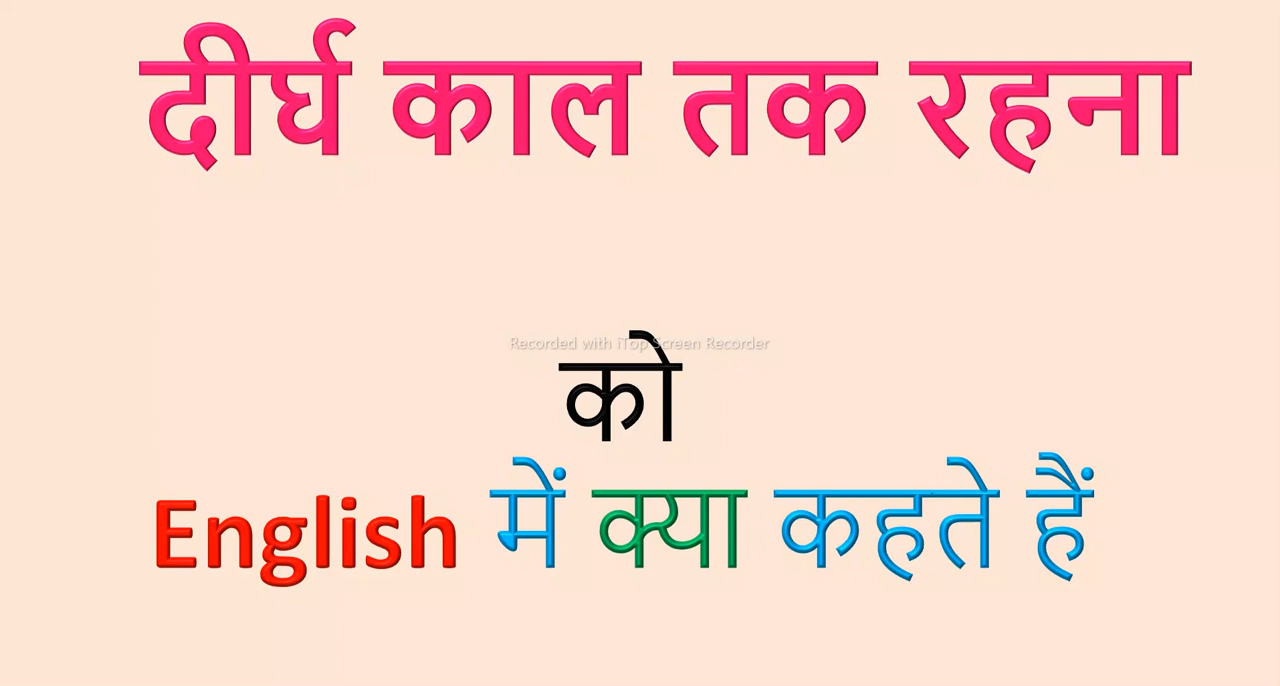 दीर्घ काल तक रहना
Recorded with iTop Screen Recorder
को
English में क्या कहते हैं